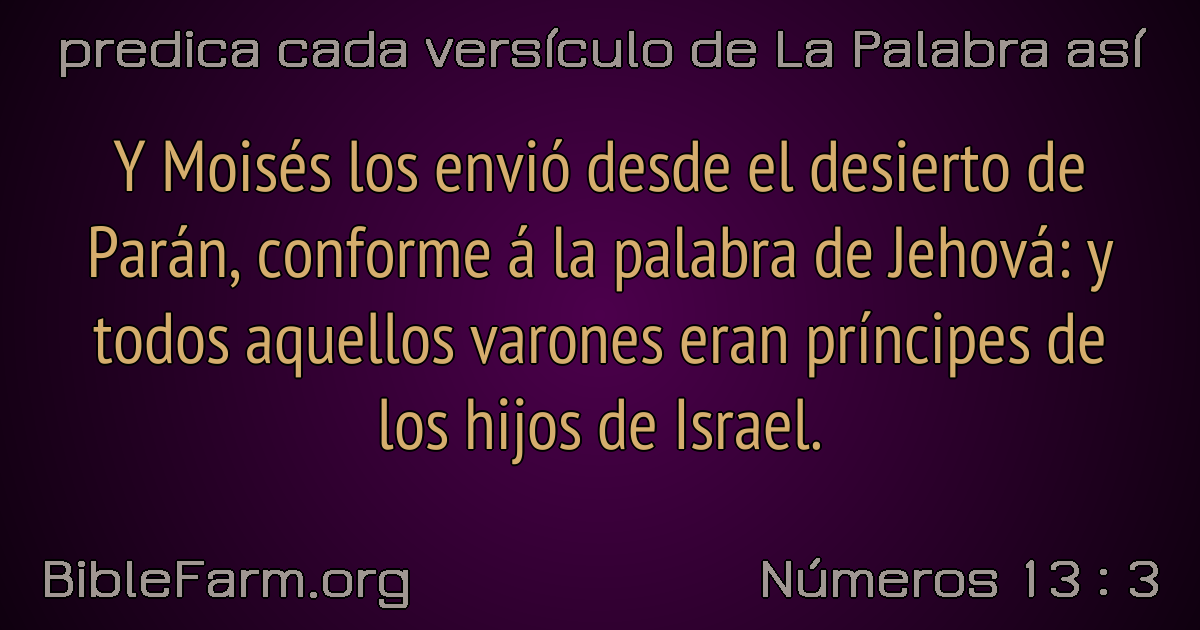 predica cada versículo de La Palabra así
Y Moisés los envió desde el desierto de
Parán, conforme á la palabra de Jehová: y
todos aquellos varones eran príncipes de
los hijos de Israel.
BibleFarm.org
Números 13 : 3